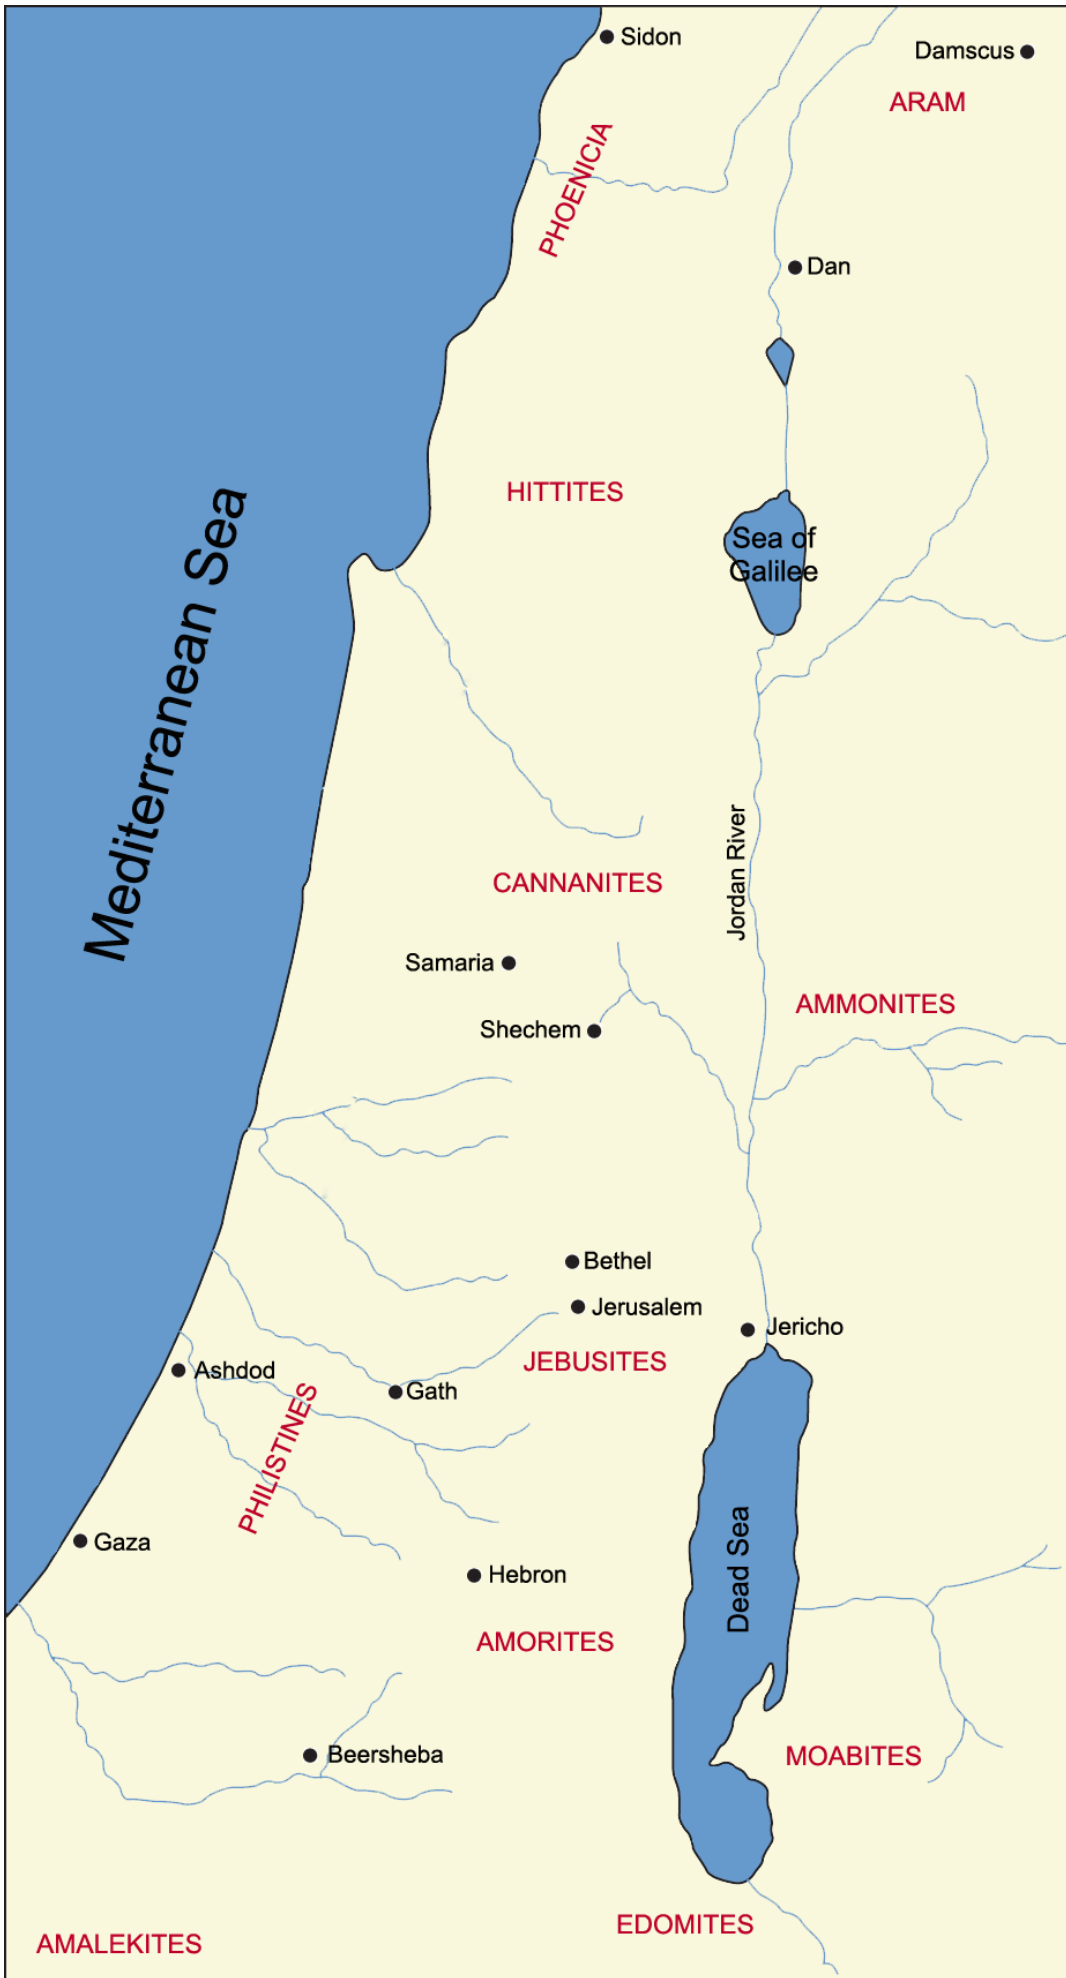 Sidon
Damscus
ARAM
PHOENICIA
Dan
HITTITES
Mediterranean Sea
Sea of
Galilee
Jordan River
CANNANITES
Samaria
AMMONITES
Shechem
Bethel
Jerusalem
Jericho
JEBUSITES
Ashdod
Gath
PHILISTINES
Gaza
Dead Sea
Hebron
AMORITES
Beersheba
MOABITES
EDOMITES
AMALEKITES